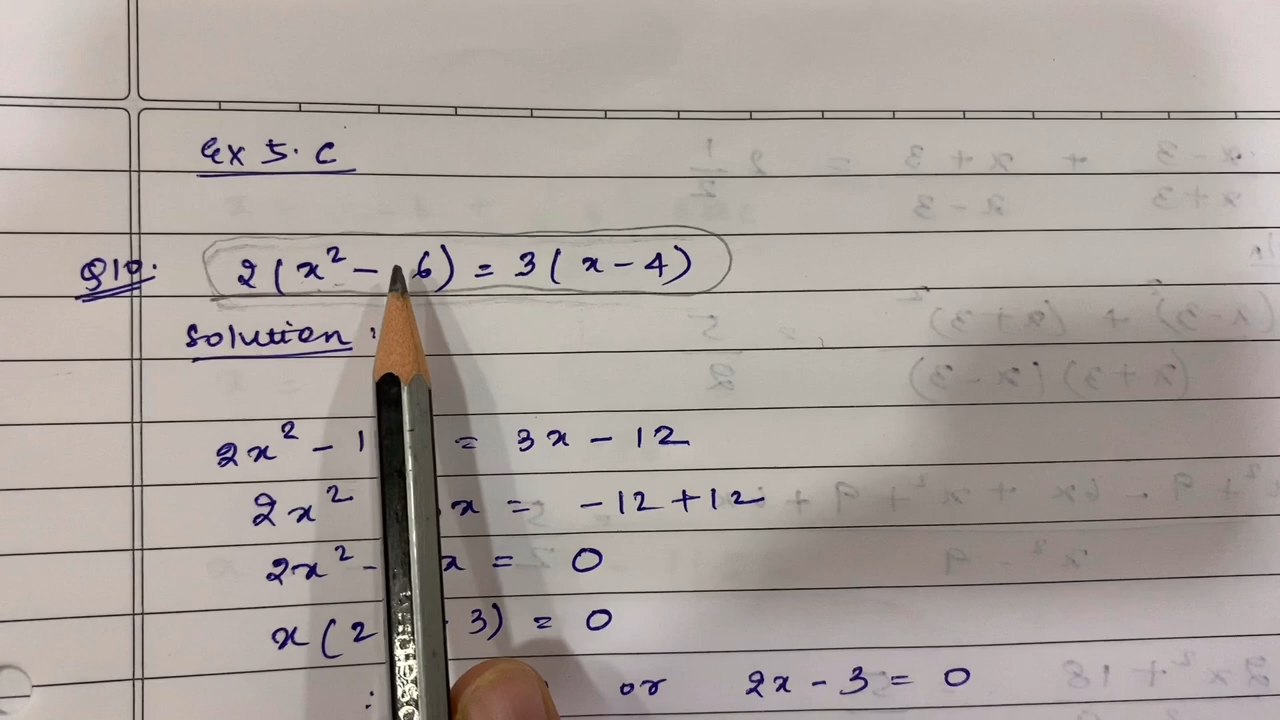 Ex 5.C
Q10. 2(x² - 6) = 3(x-4)
Solution :
2x² - 1 = 3x - 12
2x² x = -12 + 12
2x² - x = 0
x(2 3) = 0
: or 2x - 3 = 0